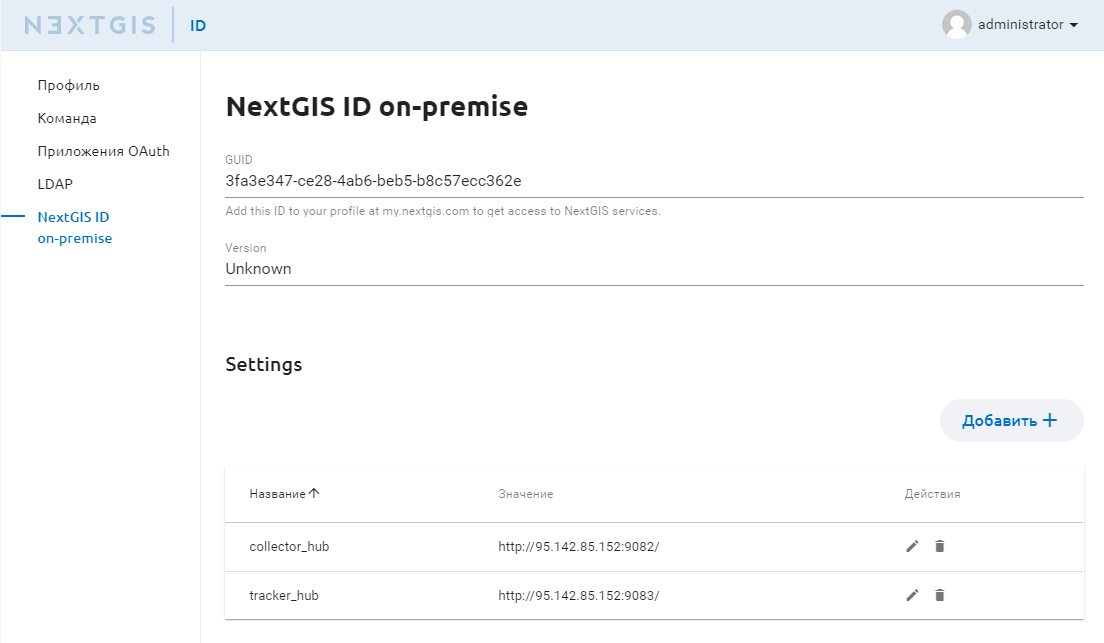 NEXTGIS ID administrator
Профиль
Команда
Приложения OAuth
LDAP
NextGIS ID
on-premise
NextGIS ID on-premise
GUID
3fa3e347-ce28-4ab6-beb5-b8c57ecc362e
Add this ID to your profile at my.nextgis.com to get access to NextGIS services.
Version
Unknown
Settings
Добавить +
Название Значение Действия
collector_hub http://95.142.85.152:9082/
tracker_hub http://95.142.85.152:9083/